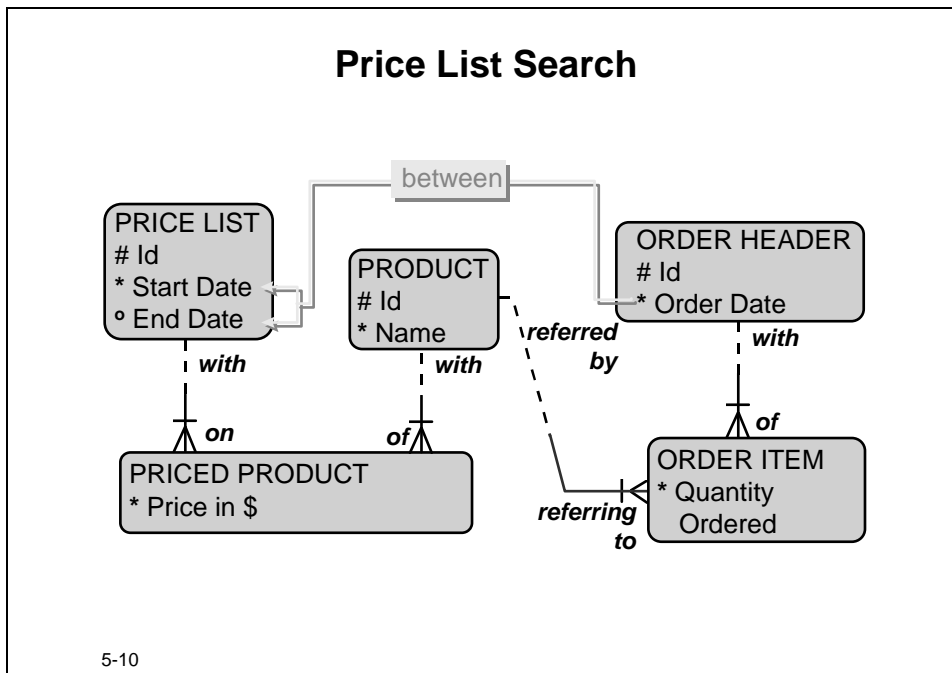 Price List Search
between
PRICE LIST
# Id
* Start Date
º End Date
PRODUCT
# Id
* Name
ORDER HEADER
# Id
* Order Date
with
with
referred
by
with
on
of
of
PRICED PRODUCT
* Price in $
ORDER ITEM
* Quantity
Ordered
referring
to
5-10